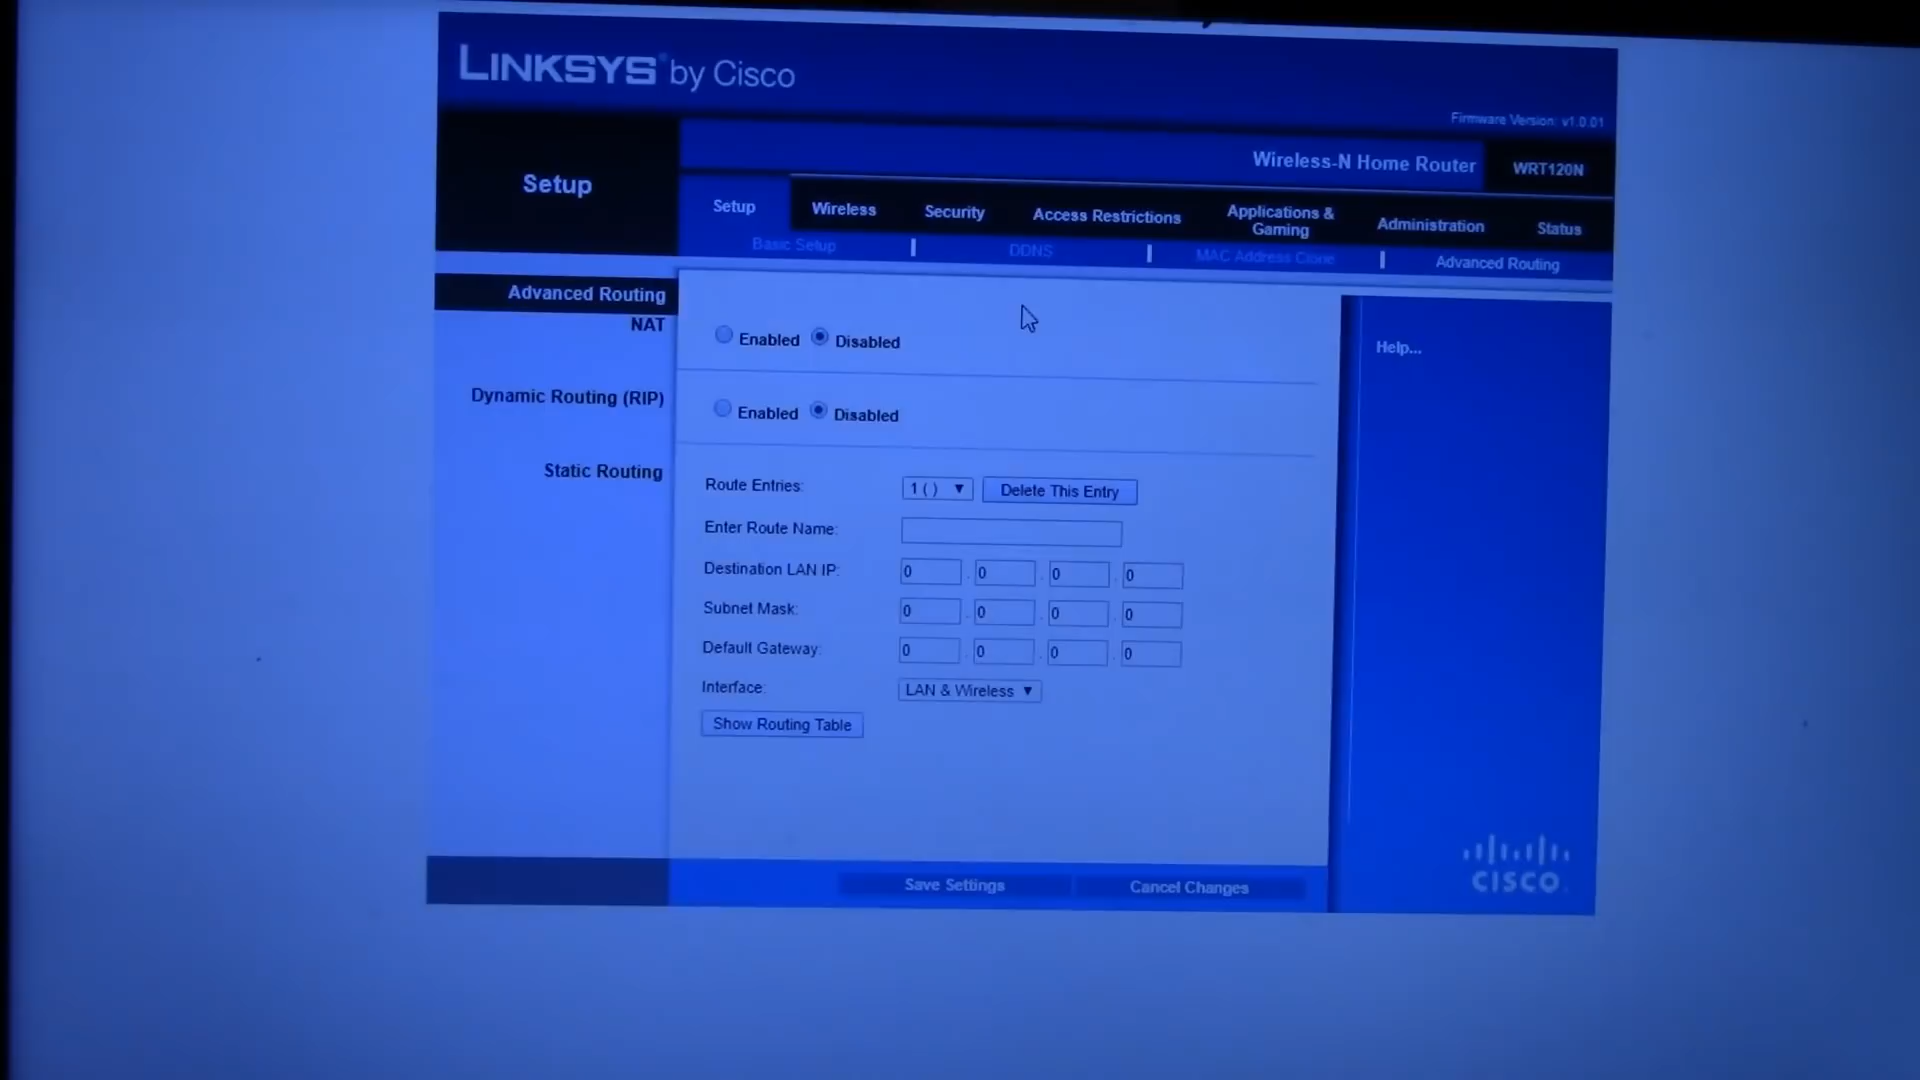 LINKSYS® by Cisco
Firmware Version: v1.0.01
Wireless-N Home Router WRT120N
Setup
Setup Wireless Security Access Restrictions Applications & Gaming Administration Status
Basic Setup | DDNS | MAC Address Clone | Advanced Routing
Advanced Routing
NAT
Enabled Disabled
Help...
Dynamic Routing (RIP)
Enabled Disabled
Static Routing
Route Entries: 1 ( ) ▼ Delete This Entry
Enter Route Name:
Destination LAN IP: 0 . 0 . 0 . 0
Subnet Mask: 0 . 0 . 0 . 0
Default Gateway: 0 . 0 . 0 . 0
Interface: LAN & Wireless ▼
Show Routing Table
Save Settings Cancel Changes
CISCO